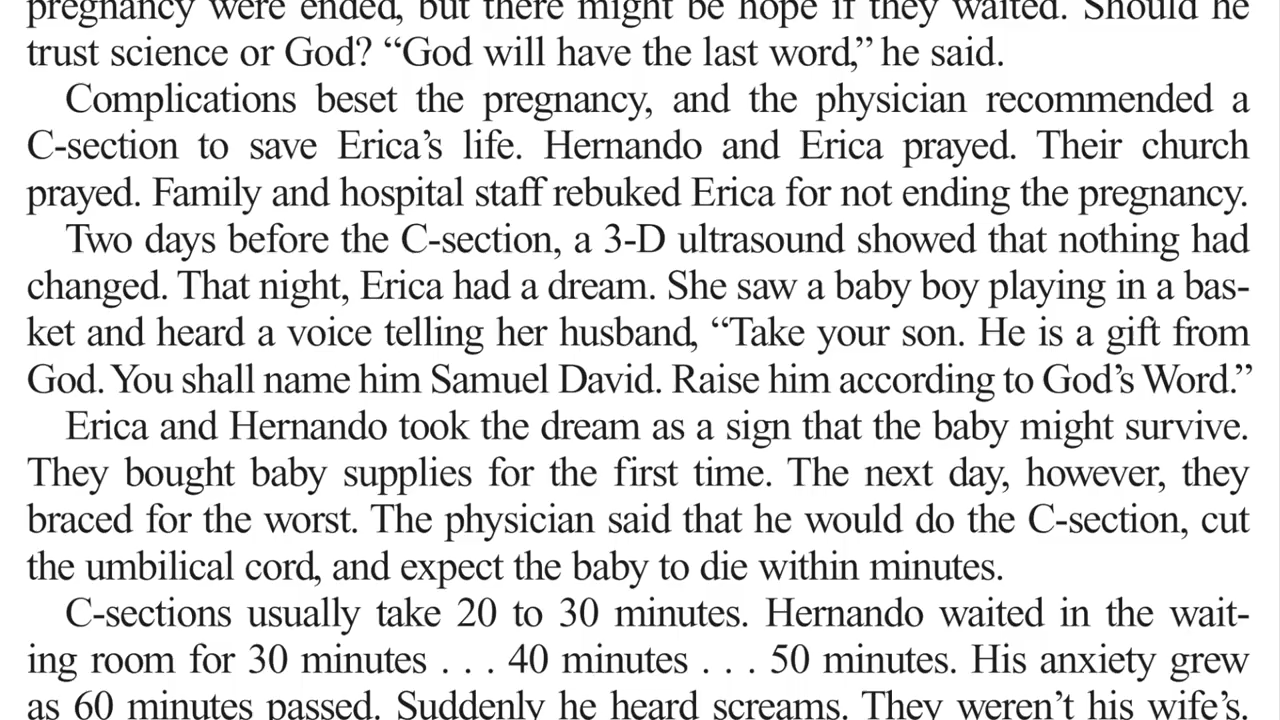 pregnancy were ended, but there might be hope if they waited. Should he
trust science or God? “God will have the last word,” he said.
Complications beset the pregnancy, and the physician recommended a
C-section to save Erica’s life. Hernando and Erica prayed. Their church
prayed. Family and hospital staff rebuked Erica for not ending the pregnancy.
Two days before the C-section, a 3-D ultrasound showed that nothing had
changed. That night, Erica had a dream. She saw a baby boy playing in a bas-
ket and heard a voice telling her husband, “Take your son. He is a gift from
God. You shall name him Samuel David. Raise him according to God’s Word.”
Erica and Hernando took the dream as a sign that the baby might survive.
They bought baby supplies for the first time. The next day, however, they
braced for the worst. The physician said that he would do the C-section, cut
the umbilical cord, and expect the baby to die within minutes.
C-sections usually take 20 to 30 minutes. Hernando waited in the wait-
ing room for 30 minutes . . . 40 minutes . . . 50 minutes. His anxiety grew
as 60 minutes passed. Suddenly he heard screams. They weren’t his wife’s.